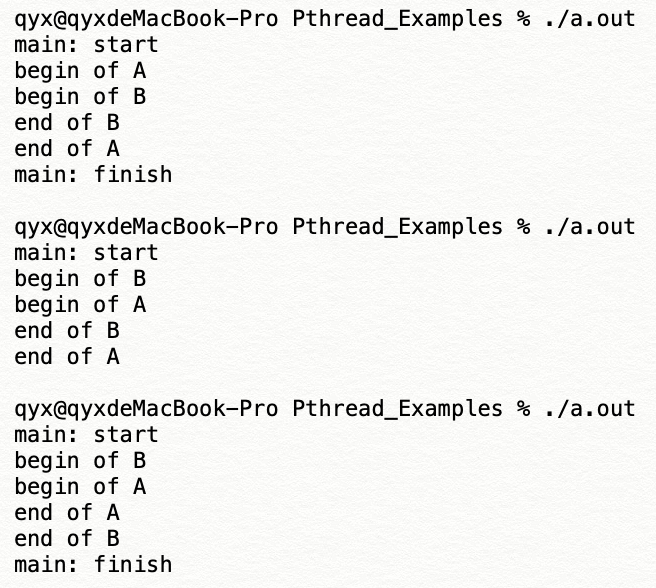 qyx@qyxdeMacBook-Pro Pthread_Examples % ./a.out
main: start
begin of A
begin of B
end of B
end of A
main: finish
qyx@qyxdeMacBook-Pro Pthread_Examples % ./a.out
main: start
begin of B
begin of A
end of B
end of A
qyx@qyxdeMacBook-Pro Pthread_Examples % ./a.out
main: start
begin of B
begin of A
end of A
end of B
main: finish